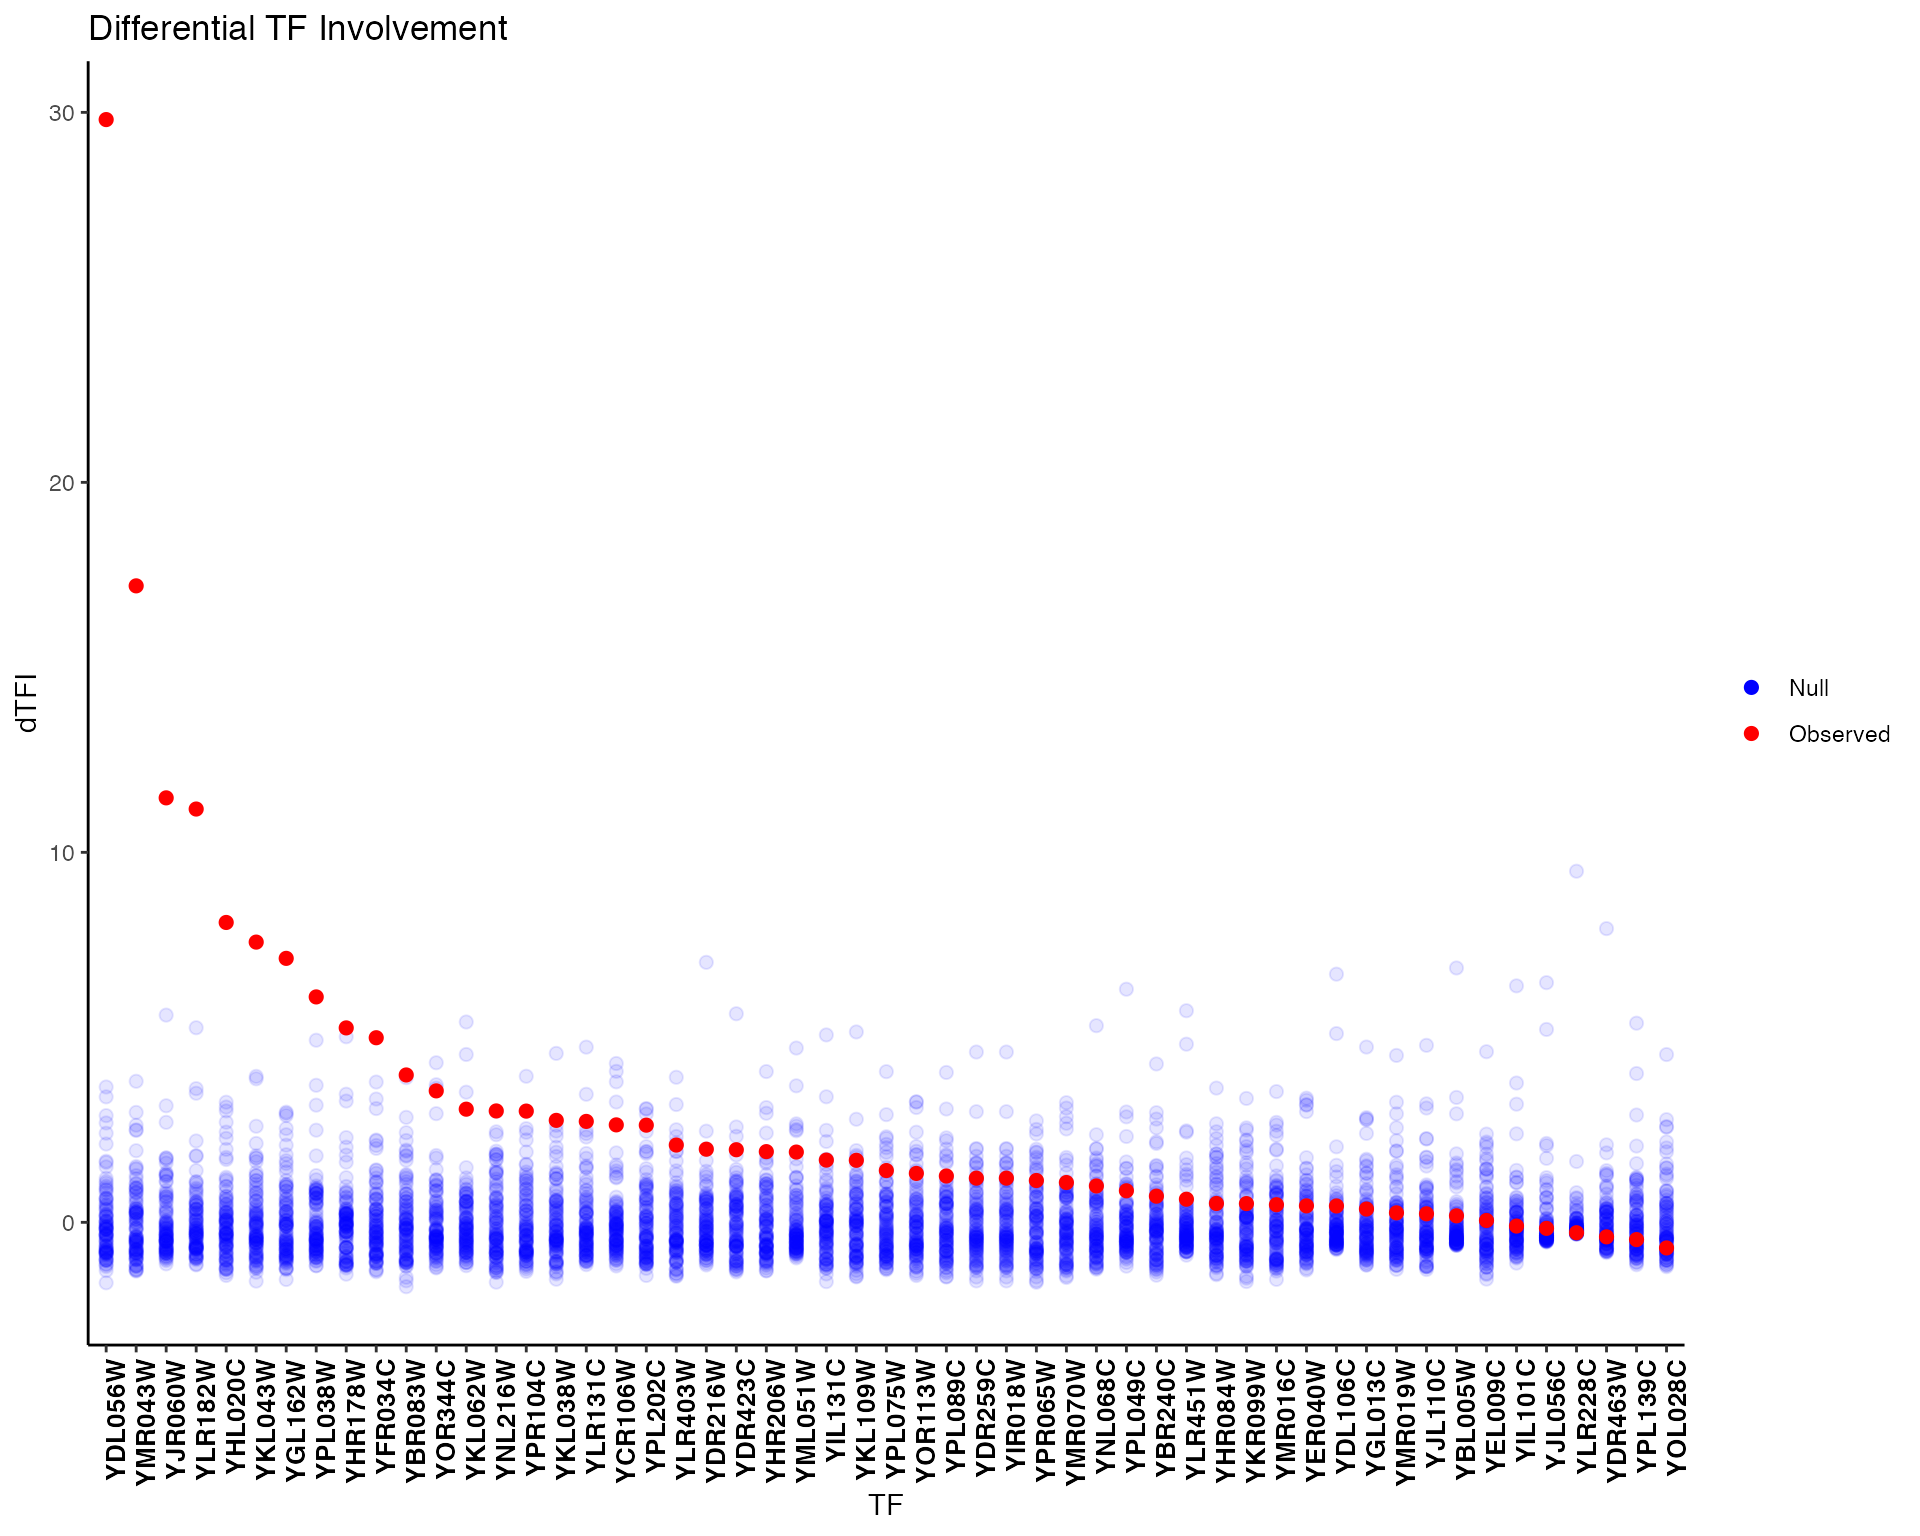 Differential TF Involvement
30
20
10
0
dTFI
Null
Observed
YDL056W
YMR043W
YJR060W
YLR182W
YHL020C
YKL043W
YGL162W
YPL038W
YHR178W
YFR034C
YBR083W
YOR344C
YKL062W
YNL216W
YPR104C
YKL038W
YLR131C
YCR106W
YPL202C
YLR403W
YDR216W
YDR423C
YHR206W
YML051W
YIL131C
YKL109W
YPL075W
YOR113W
YPL089C
YDR259C
YIR018W
YPR065W
YMR070W
YNL068C
YPL049C
YBR240C
YLR451W
YHR084W
YKR099W
YMR016C
YER040W
YDL106C
YGL013C
YMR019W
YJL110C
YBL005W
YEL009C
YIL101C
YJL056C
YLR228C
YDR463W
YPL139C
YOL028C
TF